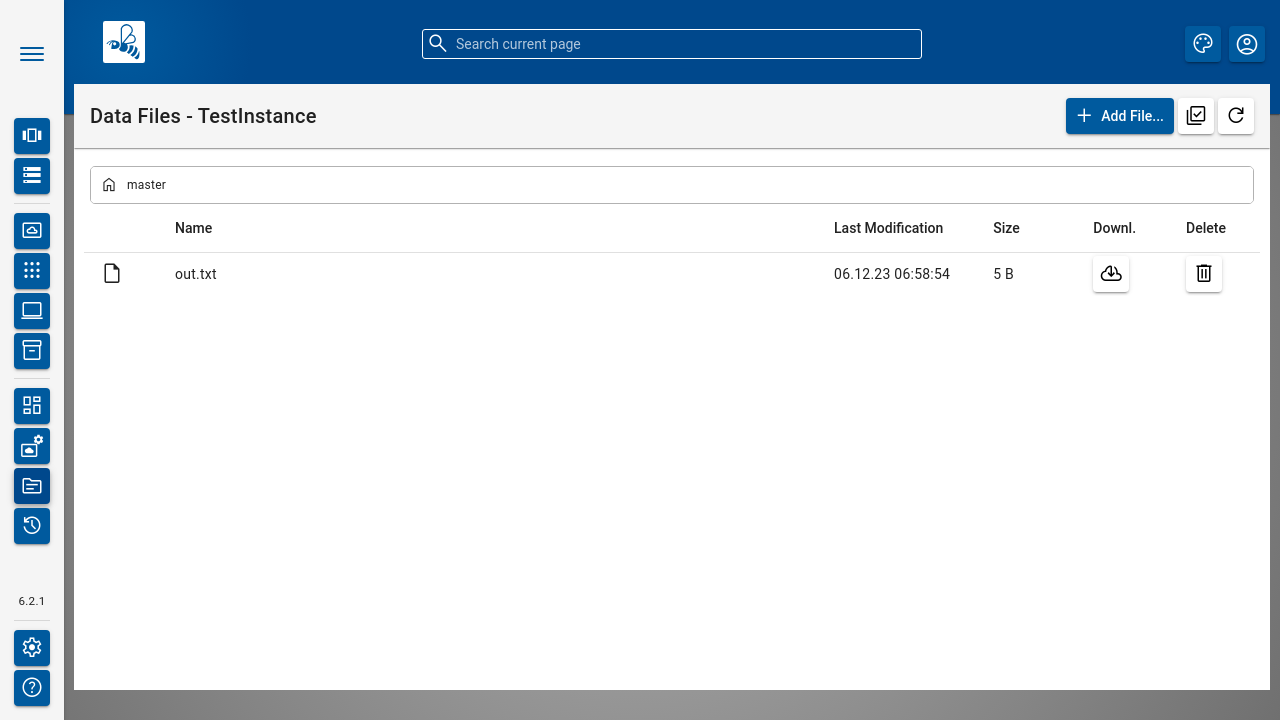 Search current page
Data Files - TestInstance
Add File...
master
Name Last Modification Size Downl. Delete
out.txt 06.12.23 06:58:54 5 B
6.2.1